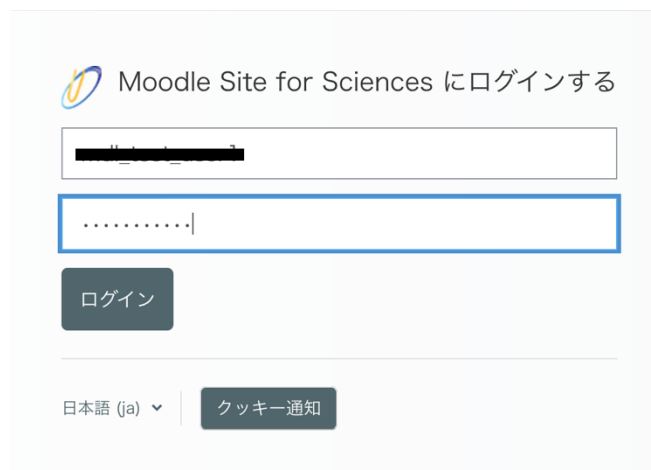 Moodle Site for Sciences にログインする
...........
ログイン
日本語 (ja)
クッキー通知